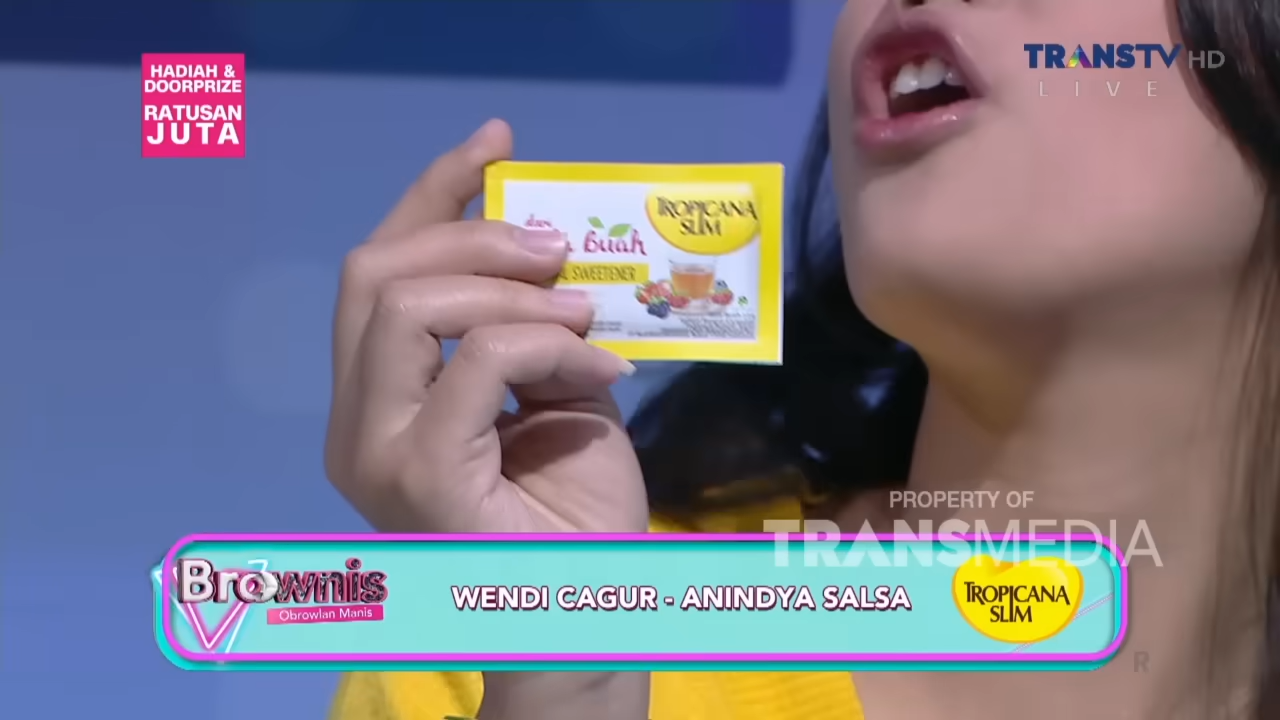 HADIAH &
DOORPRIZE
RATUSAN
JUTA
TRANSTV HD
LIVE
TROPICANA
SLIM
buah
SWEETENER
PROPERTY OF
TRANSMEDIA
Brownis
Obrowlan Manis
WENDI CAGUR - ANINDYA SALSA
TROPICANA
SLIM
R